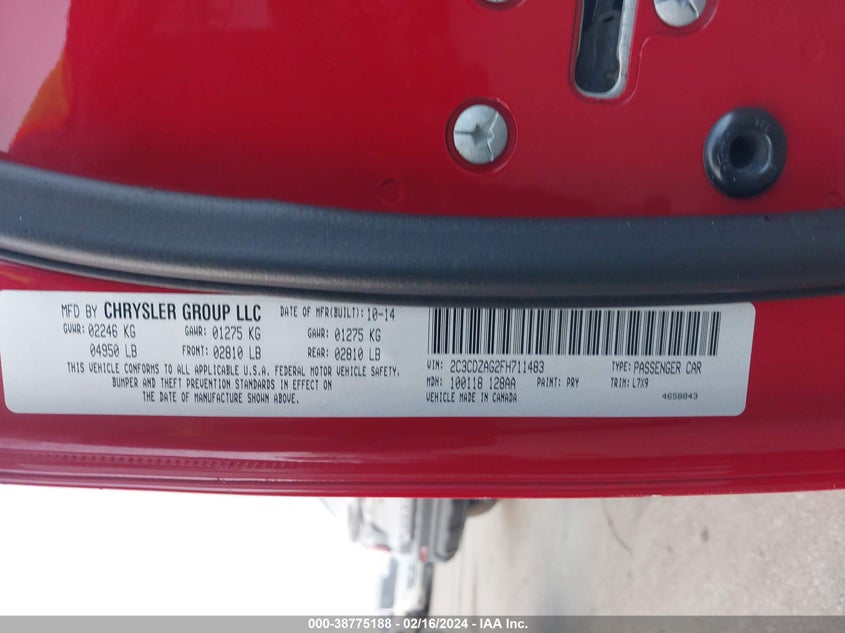 MFD BY CHRYSLER GROUP LLC DATE OF MFR(BUILT): 10-14
GVWR: 02246 KG GAWR: 01275 KG GAWR: 01275 KG
04950 LB FRONT: 02810 LB REAR: 02810 LB
THIS VEHICLE CONFORMS TO ALL APPLICABLE U.S.A. FEDERAL MOTOR VEHICLE SAFETY,
BUMPER AND THEFT PREVENTION STANDARDS IN EFFECT ON
THE DATE OF MANUFACTURE SHOWN ABOVE.
VIN: 2C3CDZAG2FH711483 TYPE: PASSENGER CAR
MDH: 100118 128AA PAINT: PRY TRIM: L7X9
VEHICLE MADE IN CANADA 4658843
000-38775188 - 02/16/2024 - IAA Inc.